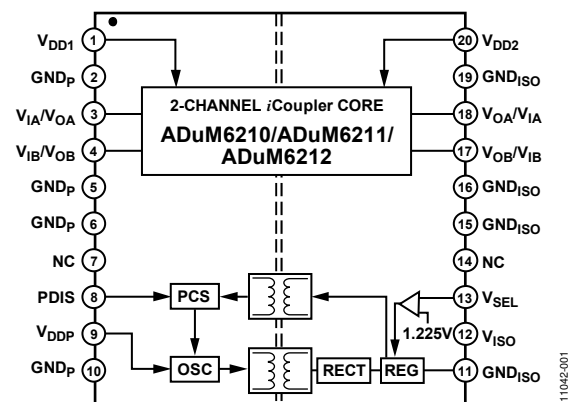 VDD1 1
GNDP 2
VIA/VOA 3
VIB/VOB 4
GNDP 5
GNDP 6
NC 7
PDIS 8
VDDP 9
GNDP 10
2-CHANNEL iCoupler CORE
ADuM6210/ADuM6211/
ADuM6212
PCS
OSC
RECT
REG
1.225V
20 VDD2
19 GNDISO
18 VOA/VIA
17 VOB/VIB
16 GNDISO
15 GNDISO
14 NC
13 VSEL
12 VISO
11 GNDISO
11042-001